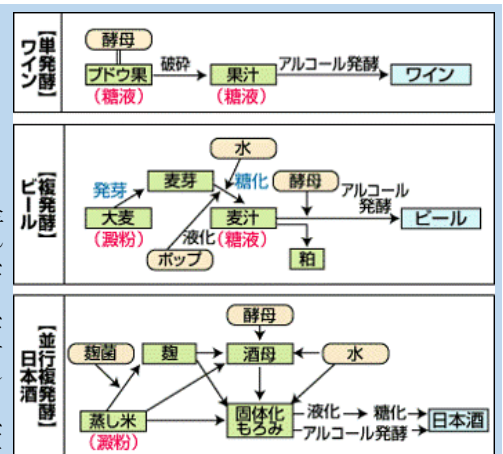 【単発酵】
ワイン
酵母
ブドウ果
(糖液)
破砕
果汁
(糖液)
アルコール発酵
ワイン
【複発酵】
ビール
水
発芽
麦芽
糖化
酵母
アルコール
発酵
大麦
(澱粉)
液化
麦汁
(糖液)
ビール
ポップ
粕
【並行複発酵】
日本酒
酵母
麹菌
麹
酒母
水
蒸し米
(澱粉)
固体化
もろみ
液化
糖化
アルコール発酵
日本酒